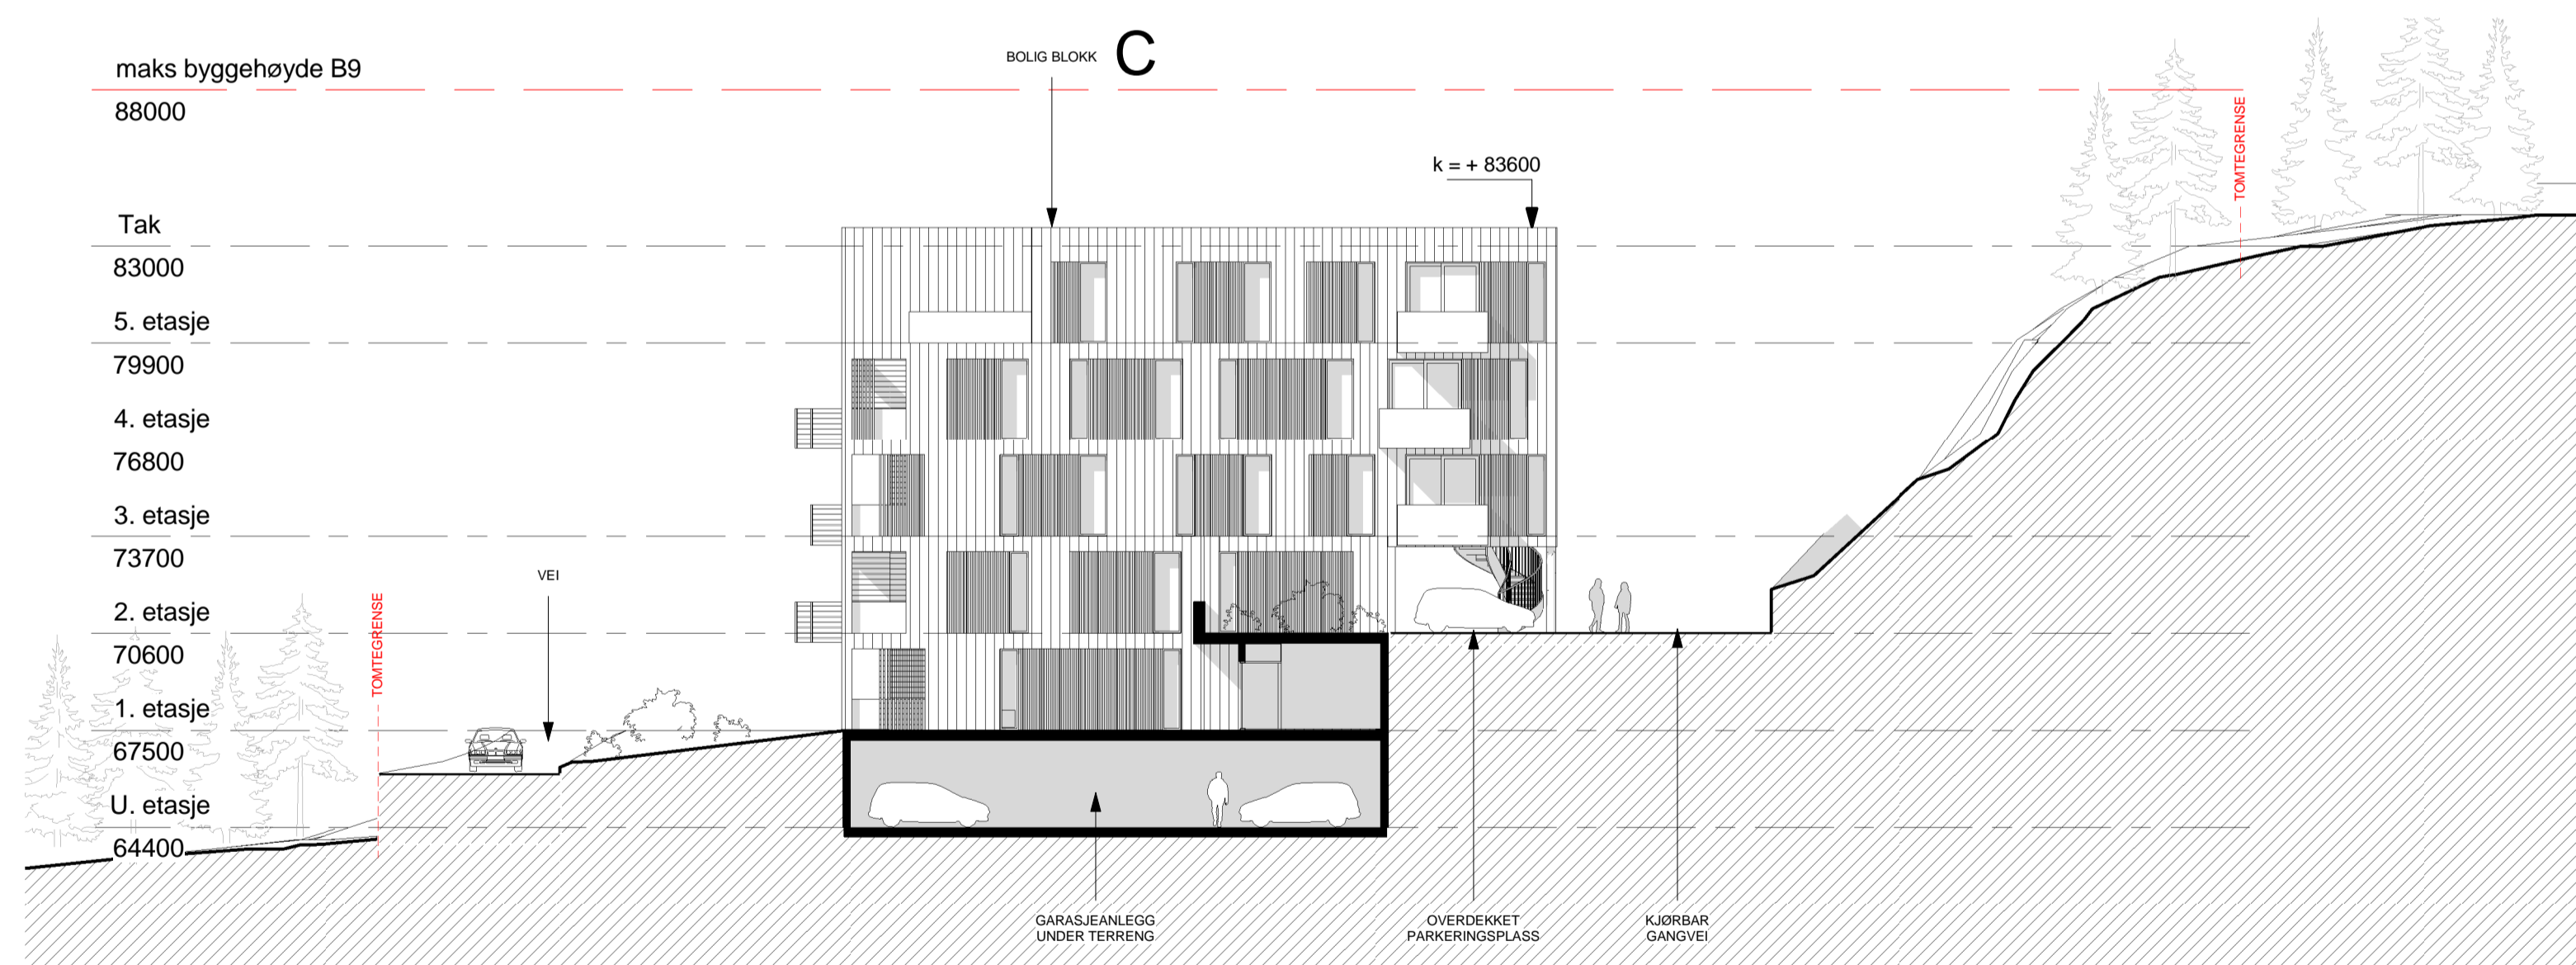 maks byggehøyde B9
88000
BOLIG BLOKK C
k = + 83600
TOMTEGRENSE
Tak
83000
5. etasje
79900
4. etasje
76800
3. etasje
73700
VEI
2. etasje
TOMTEGRENSE
70600
1. etasje
67500
U. etasje
64400
GARASJEANLEGG
UNDER TERRENG
OVERDEKKET
PARKERINGSPLASS
KJØRBAR
GANGVEI